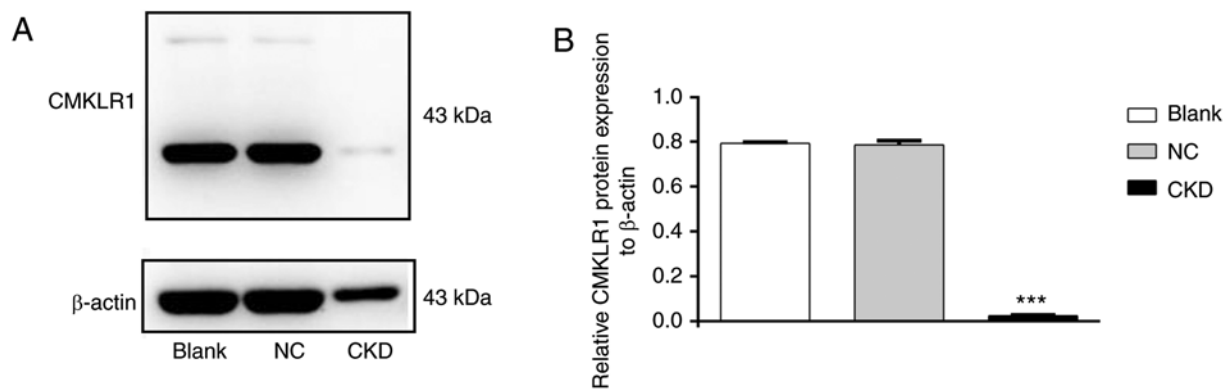 A
CMKLR1
43 kDa
β-actin
43 kDa
Blank NC CKD
B
Relative CMKLR1 protein expression
to β-actin
1.0
0.8
0.6
0.4
0.2
0.0
***
Blank
NC
CKD